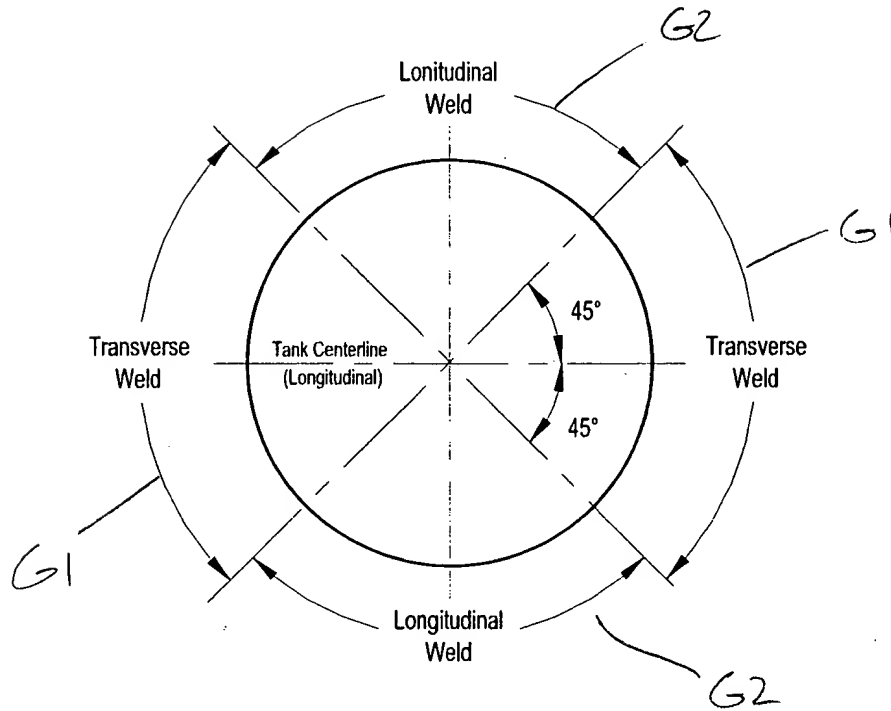 G2
Lonitudinal
Weld
G1
45°
Transverse
Weld
Tank Centerline
(Longitudinal)
Transverse
Weld
45°
G1
Longitudinal
Weld
G2